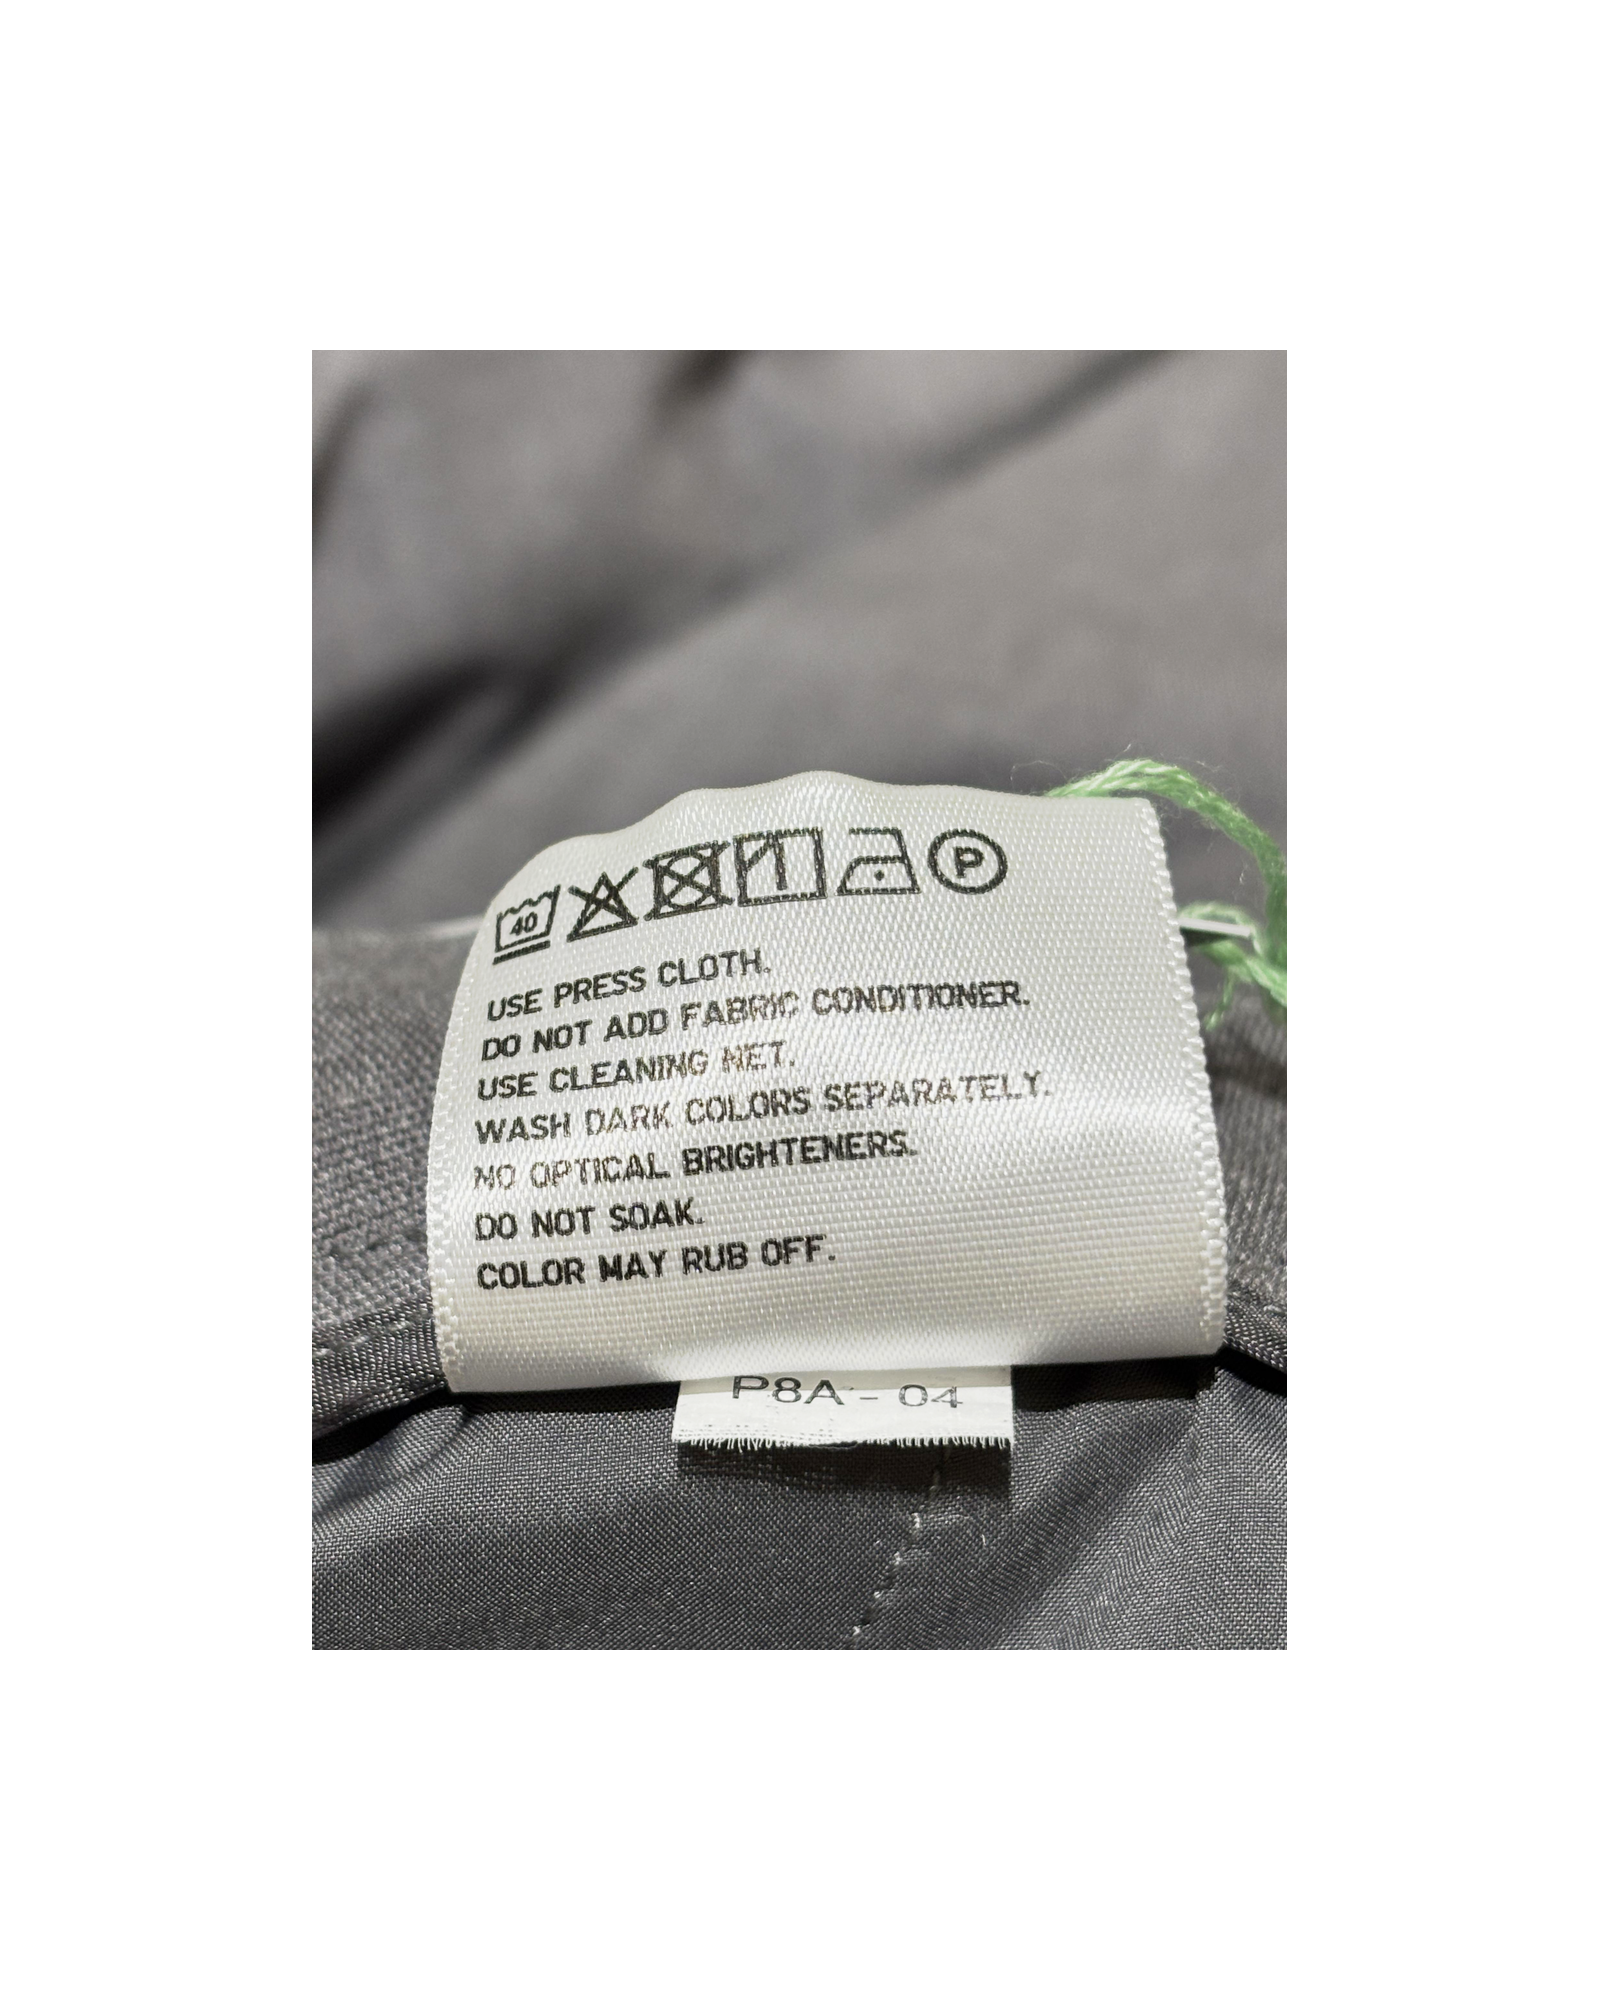 40 P
USE PRESS CLOTH.
DO NOT ADD FABRIC CONDITIONER.
USE CLEANING NET.
WASH DARK COLORS SEPARATELY.
NO OPTICAL BRIGHTENERS.
DO NOT SOAK.
COLOR MAY RUB OFF.
P8A - 04